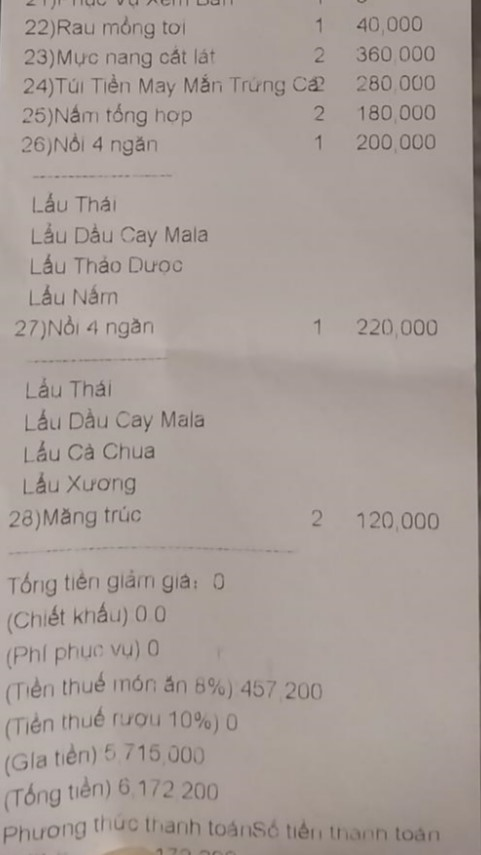 22)Rau mồng tơi 1 40,000
23)Mực nang cắt lát 2 360,000
24)Túi Tiền May Mắn Trứng Cá2 280,000
25)Nấm tổng hợp 2 180,000
26)Nồi 4 ngăn 1 200,000
Lẩu Thái
Lẩu Dầu Cay Mala
Lẩu Thảo Dược
Lẩu Nấm
27)Nồi 4 ngăn 1 220,000
Lẩu Thái
Lẩu Dầu Cay Mala
Lẩu Cà Chua
Lẩu Xương
28)Măng trúc 2 120,000
Tổng tiền giảm giá: 0
(Chiết khấu) 0.0
(Phí phục vụ) 0
(Tiền thuế món ăn 8%) 457,200
(Tiền thuế rượu 10%) 0
(Gia tiền) 5,715,000
(Tổng tiền) 6,172,200
Phương thức thanh toánSố tiền thanh toán